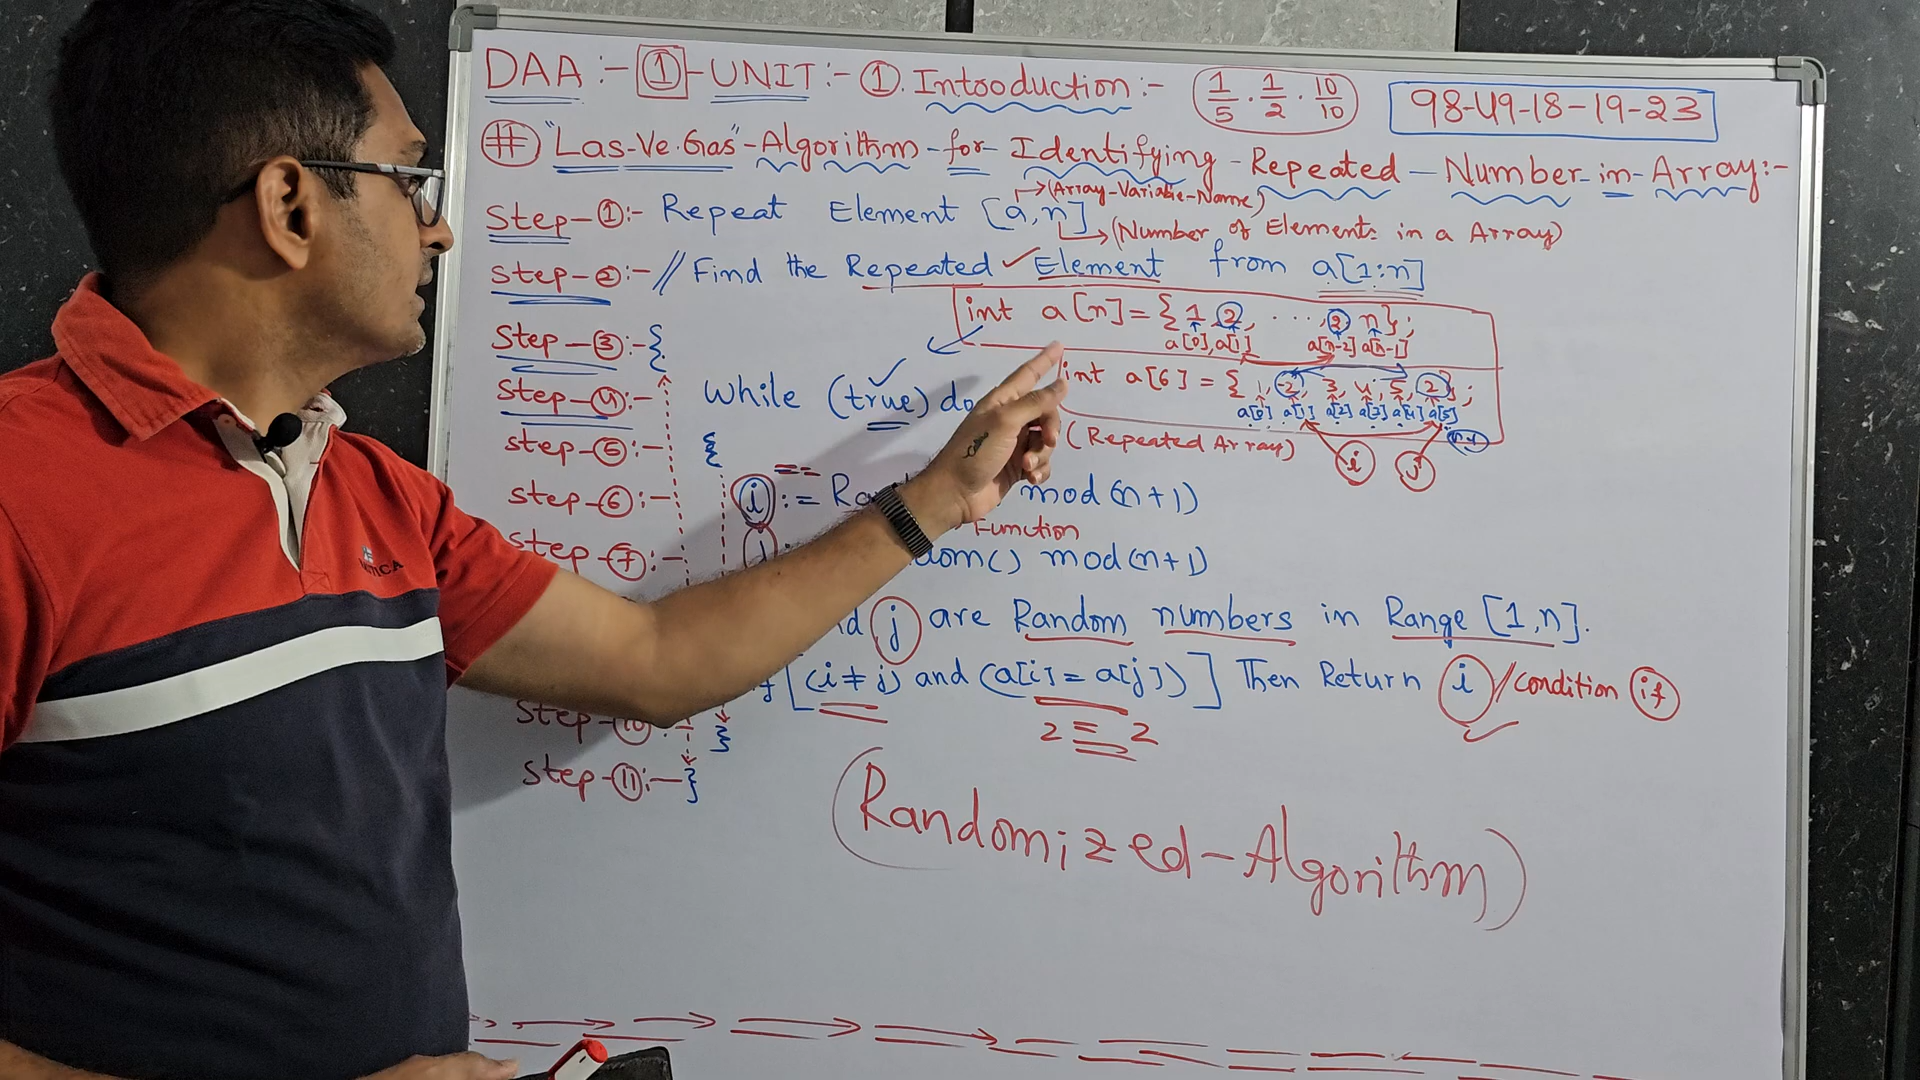 DAA :- 1 - UNIT :- 1. Intooduction :- 1/5 . 1/2 . 10/10 98-49-18-19-23
# "Las-Ve.Gas" - Algorithm - for - Identifying - Repeated - Number - in - Array :-
(Array-Variable-Name)
Step-1:- Repeat Element [a,n]
(Number of Elements in a Array)
Step-2:- // Find the Repeated ✓ Element from a[1:n]
int a[n] = { 1, 2, ....., 2, n};
a[0], a[1] a[n-2] a[n-1]
Step-3:- {
int a[6] = { 1, 2, 3, 4, 5, 2 };
a[0] a[1] a[2] a[3] a[4] a[5]
Step-4:- While (true) do
(Repeated Array) i j
step-5:- {
step-6:- i := mod (n+1)
Function
step-7:- j dom() mod (n+1)
j are Random numbers in Range [1,n].
[(i ≠ j) and (a[i] = a[j])] Then Return i / condition if
step-10:- }
2 = 2
step-11:- }
(Randomized-Algorithm)